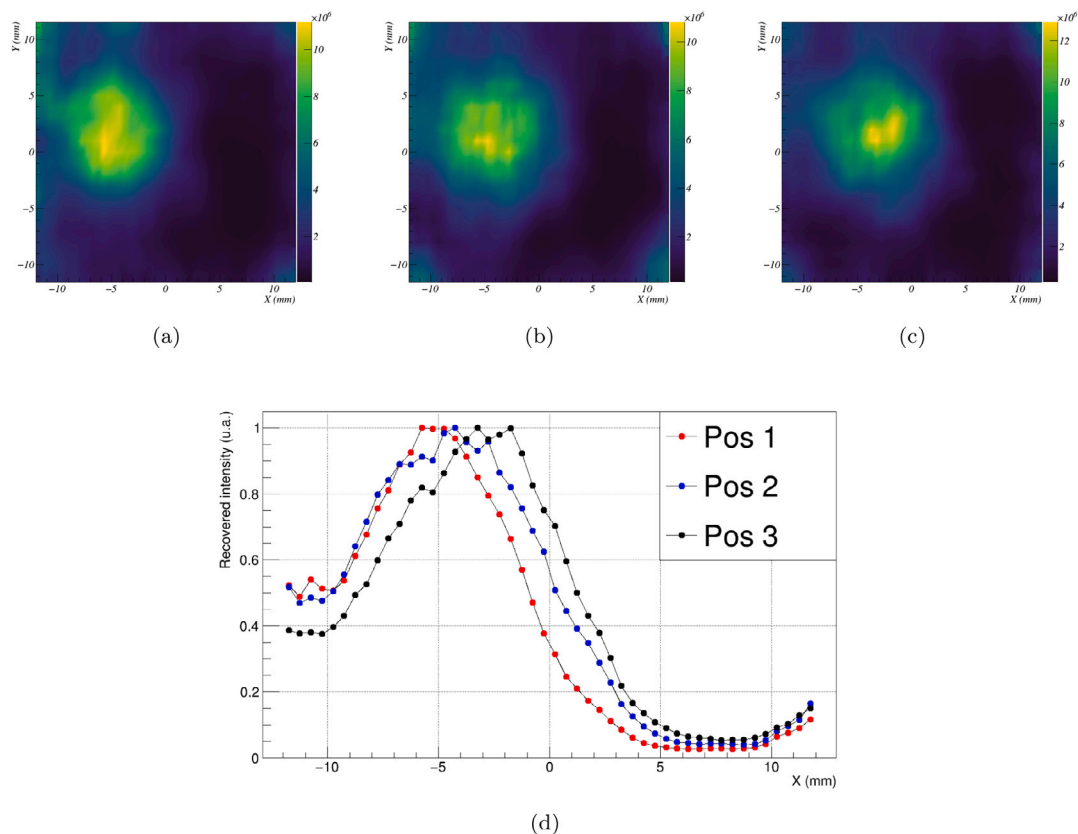 ×10⁶ ×10⁶ ×10⁶
Y (mm) Y (mm) Y (mm)
10 10 10
5 5 5
0 0 0
−5 −5 −5
−10 −10 −10
10 10 12
8 8 10
6 6 8
4 4 6
2 2 4
2
−10 −5 0 5 10 −10 −5 0 5 10 −10 −5 0 5 10
X (mm) X (mm) X (mm)
(a) (b) (c)
Recovered intensity (u.a.)
1
0.8
0.6
0.4
0.2
0
Pos 1
Pos 2
Pos 3
−10 −5 0 5 10
X (mm)
(d)